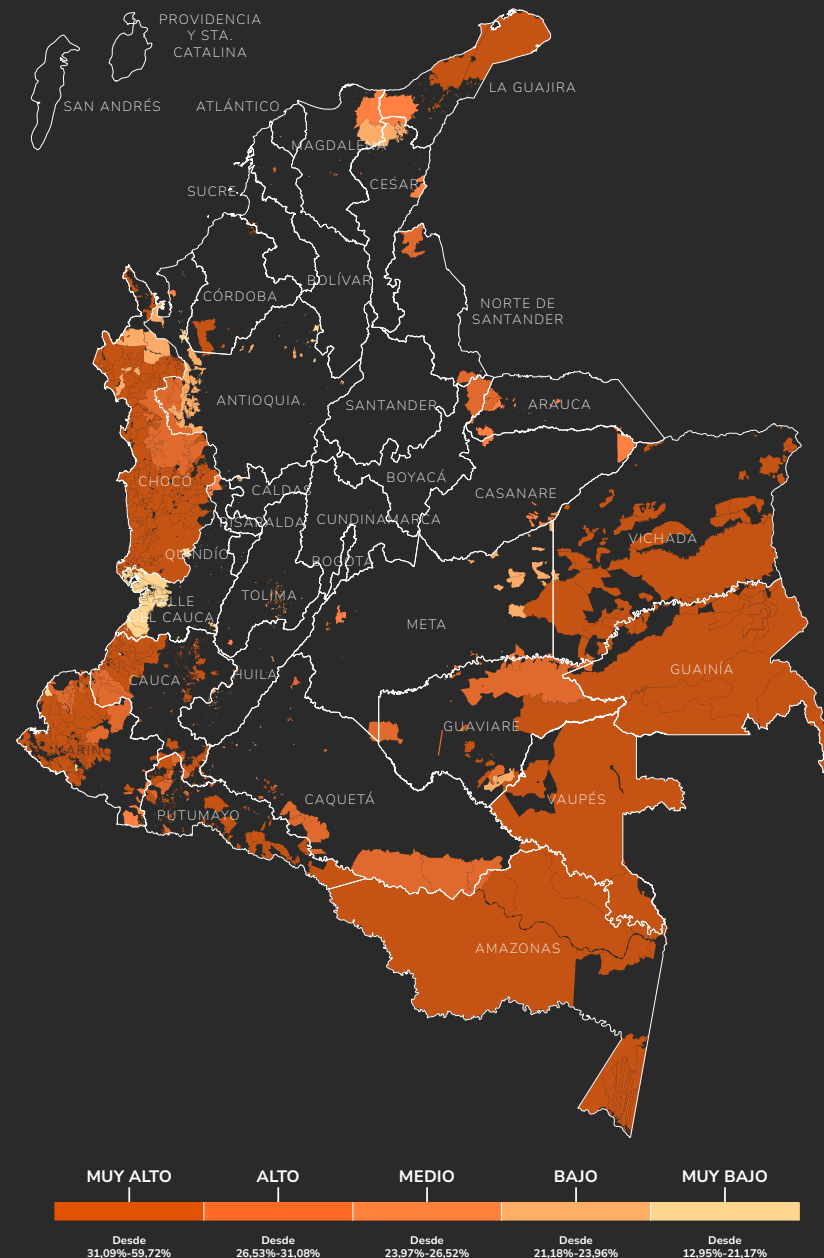 PROVIDENCIA
Y STA.
CATALINA
SAN ANDRÉS
ATLÁNTICO
LA GUAJIRA
MAGDALENA
CESAR
SUCRE
BOLÍVAR
CÓRDOBA
NORTE DE
SANTANDER
ANTIOQUIA
SANTANDER
ARAUCA
BOYACÁ
CHOCÓ
CALDAS
CASANARE
RISARALDA
CUNDINAMARCA
VICHADA
QUINDÍO
BOGOTÁ
TOLIMA
VALLE
DEL CAUCA
META
GUAINÍA
CAUCA
HUILA
GUAVIARE
NARIÑO
CAQUETÁ
VAUPÉS
PUTUMAYO
AMAZONAS
MUY ALTO
ALTO
MEDIO
BAJO
MUY BAJO
Desde
31,09%-59,72%
Desde
26,53%-31,08%
Desde
23,97%-26,52%
Desde
21,18%-23,96%
Desde
12,95%-21,17%